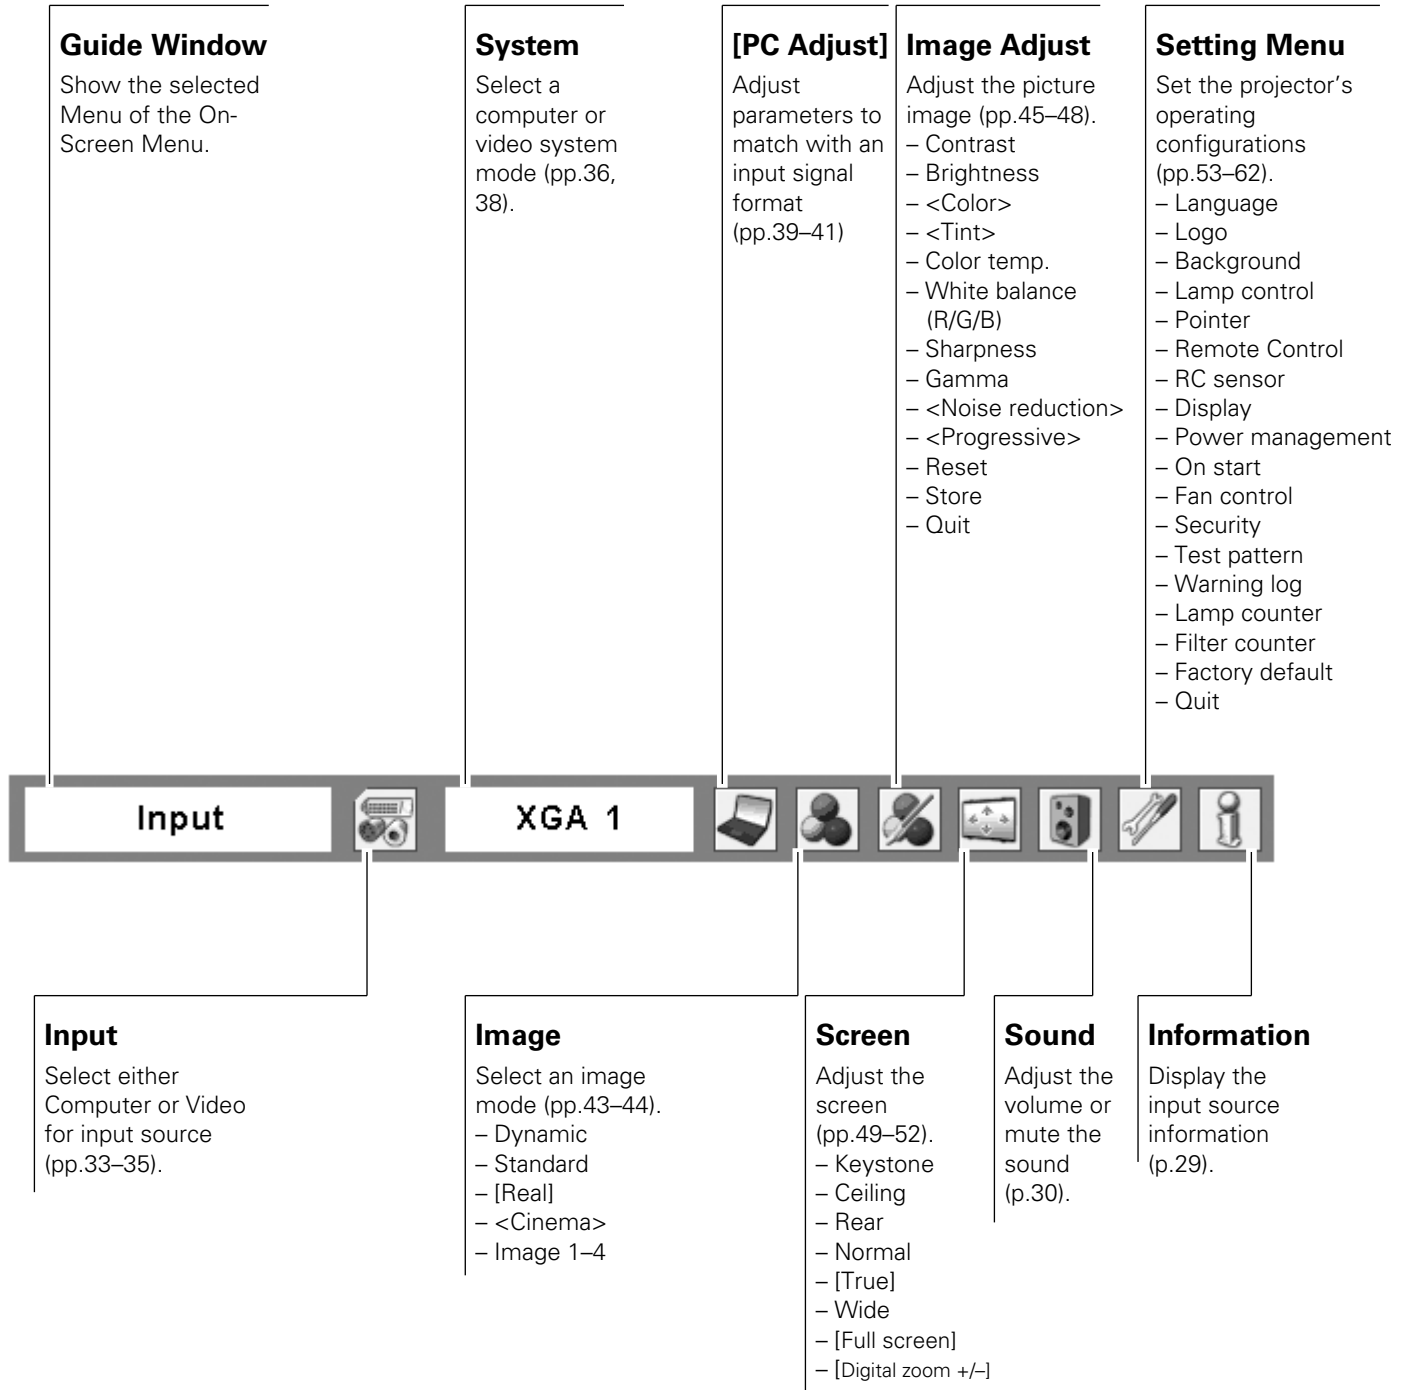 Guide Window
Show the selected
Menu of the On-
Screen Menu.
System
Select a
computer or
video system
mode (pp.36,
38).
[PC Adjust]
Adjust
parameters to
match with an
input signal
format
(pp.39–41)
Image Adjust
Adjust the picture
image (pp.45–48).
– Contrast
– Brightness
– <Color>
– <Tint>
– Color temp.
– White balance
(R/G/B)
– Sharpness
– Gamma
– <Noise reduction>
– <Progressive>
– Reset
– Store
– Quit
Setting Menu
Set the projector’s
operating
configurations
(pp.53–62).
– Language
– Logo
– Background
– Lamp control
– Pointer
– Remote Control
– RC sensor
– Display
– Power management
– On start
– Fan control
– Security
– Test pattern
– Warning log
– Lamp counter
– Filter counter
– Factory default
– Quit
Input
XGA 1
Input
Select either
Computer or Video
for input source
(pp.33–35).
Image
Select an image
mode (pp.43–44).
– Dynamic
– Standard
– [Real]
– <Cinema>
– Image 1–4
Screen
Adjust the
screen
(pp.49–52).
– Keystone
– Ceiling
– Rear
– Normal
– [True]
– Wide
– [Full screen]
– [Digital zoom +/–]
Sound
Adjust the
volume or
mute the
sound
(p.30).
Information
Display the
input source
information
(p.29).